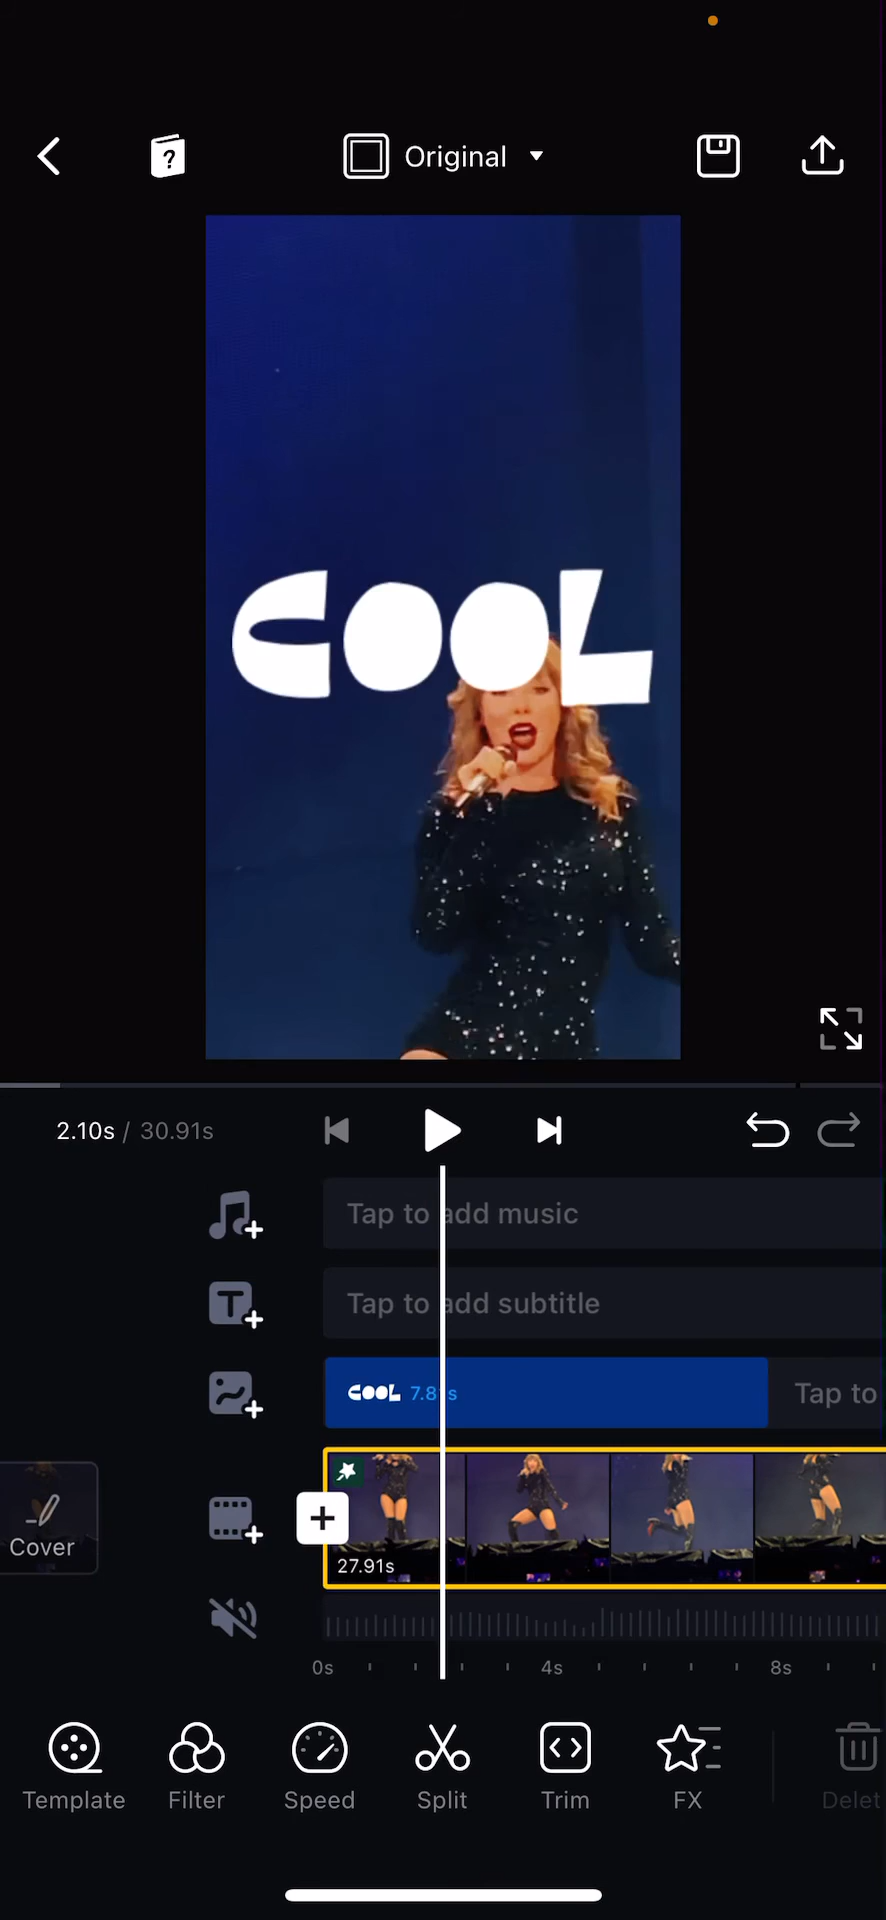 ?
Original
COOL
2.10s / 30.91s
Tap to add music
Tap to add subtitle
COOL 7.8 s
Tap to
Cover
27.91s
0s 4s 8s
Template Filter Speed Split Trim FX Delet